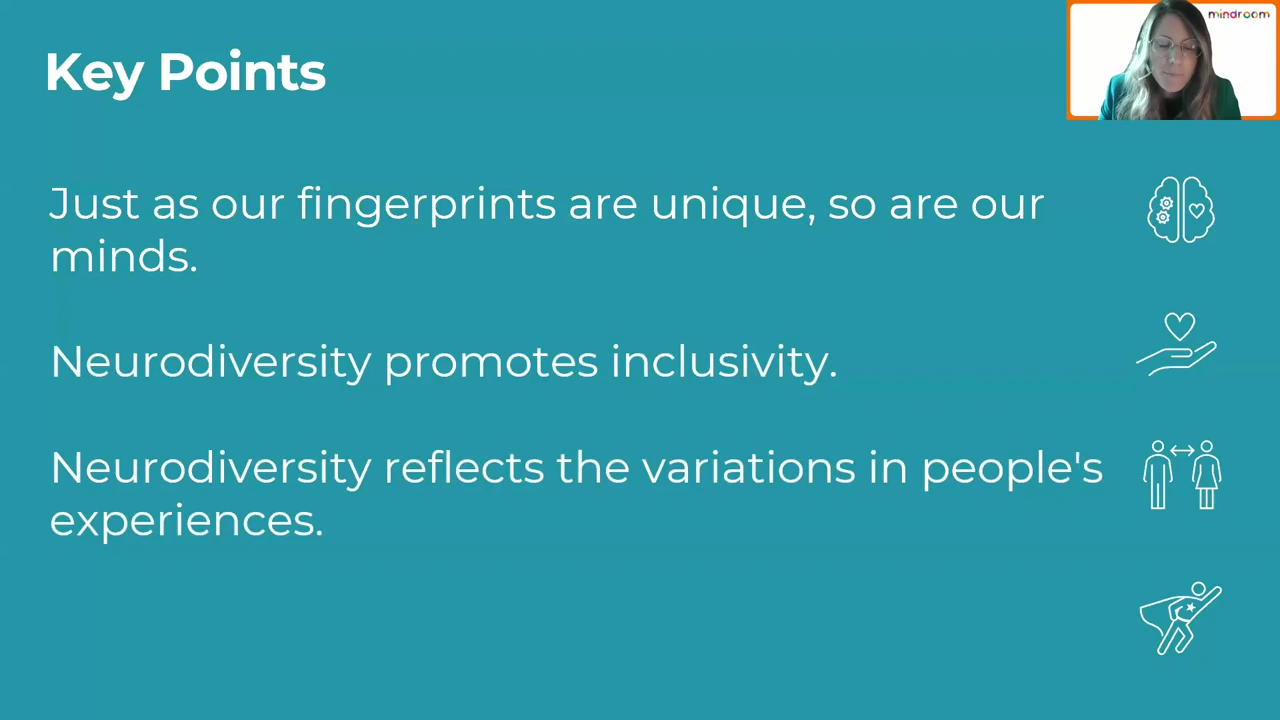 mindroom
Key Points
Just as our fingerprints are unique, so are our
minds.
Neurodiversity promotes inclusivity.
Neurodiversity reflects the variations in people's
experiences.